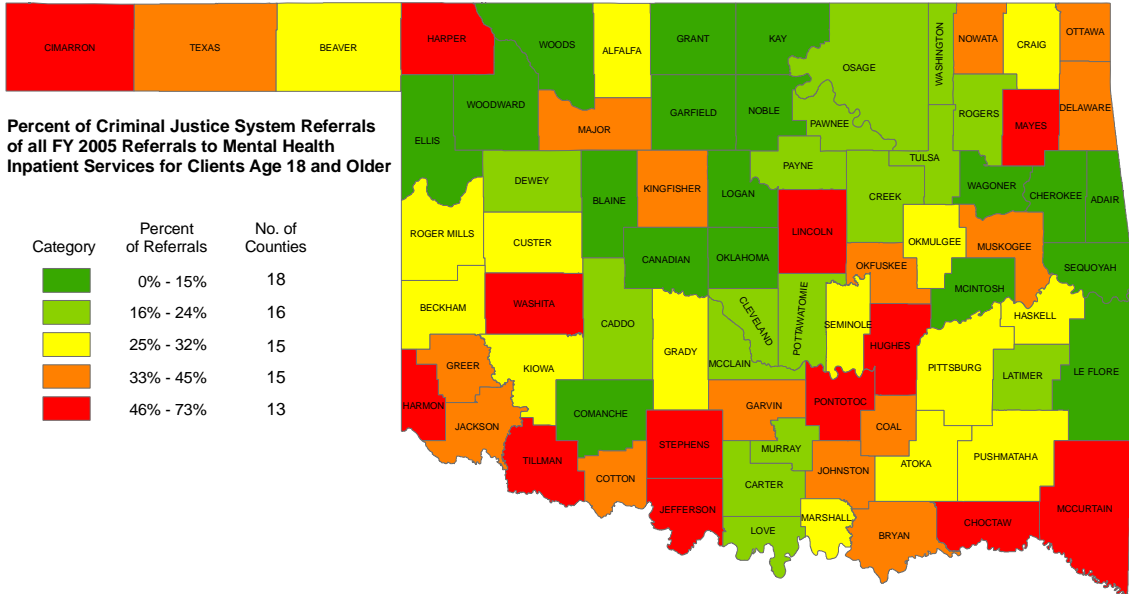 CIMARRON
TEXAS
BEAVER
HARPER
WOODS
ALFALFA
GRANT
KAY
OSAGE
WASHINGTON
NOWATA
CRAIG
OTTAWA
WOODWARD
MAJOR
GARFIELD
NOBLE
PAWNEE
ROGERS
MAYES
DELAWARE
Percent of Criminal Justice System Referrals
of all FY 2005 Referrals to Mental Health
Inpatient Services for Clients Age 18 and Older
ELLIS
DEWEY
BLAINE
KINGFISHER
LOGAN
PAYNE
TULSA
CREEK
WAGONER
CHEROKEE
ADAIR
ROGER MILLS
CUSTER
CANADIAN
OKLAHOMA
LINCOLN
OKMULGEE
MUSKOGEE
OKFUSKEE
MCINTOSH
SEQUOYAH
Category
Percent
of Referrals
No. of
Counties
0% - 15%
18
16% - 24%
16
25% - 32%
15
33% - 45%
15
46% - 73%
13
BECKHAM
WASHITA
CADDO
GRADY
CLEVELAND
MCCLAIN
POTTAWATOMIE
SEMINOLE
HUGHES
HASKELL
PITTSBURG
LATIMER
LE FLORE
GREER
KIOWA
HARMON
JACKSON
COMANCHE
GARVIN
PONTOTOC
COAL
STEPHENS
MURRAY
TILLMAN
COTTON
CARTER
JOHNSTON
ATOKA
PUSHMATAHA
JEFFERSON
LOVE
MARSHALL
BRYAN
CHOCTAW
MCCURTAIN